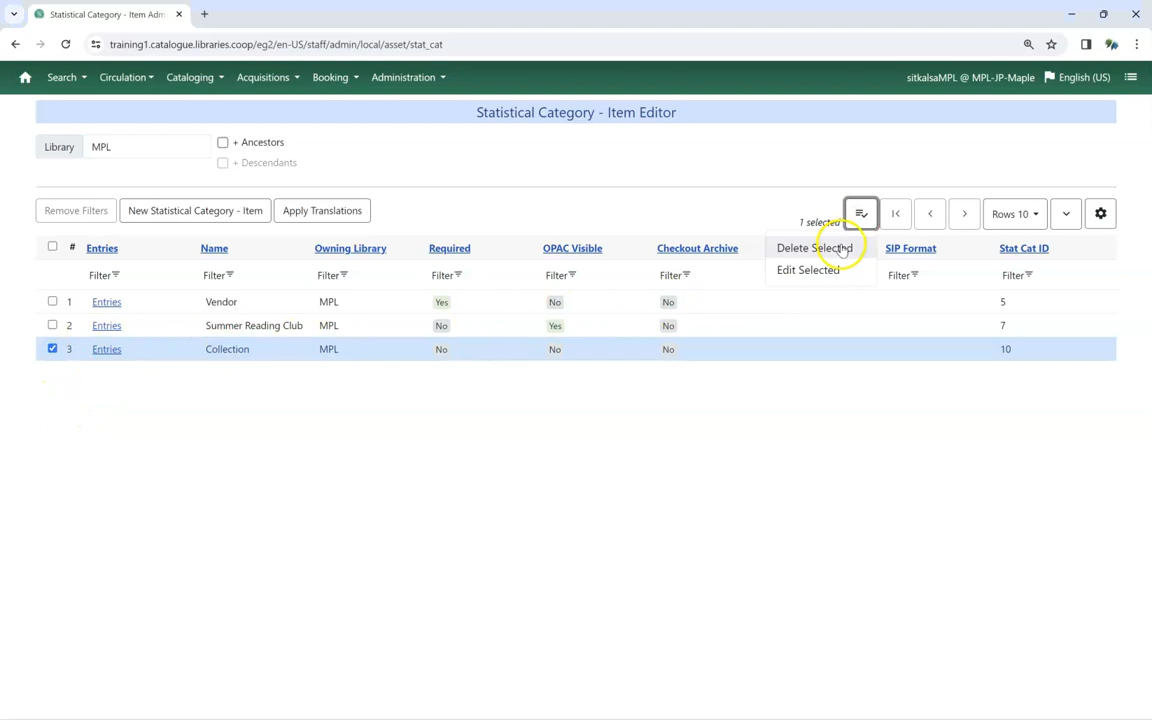 Statistical Category - Item Adm
training1.catalogue.libraries.coop/eg2/en-US/staff/admin/local/asset/stat_cat
Search Circulation Cataloging Acquisitions Booking Administration sitkalsaMPL @ MPL-JP-Maple English (US)
Statistical Category - Item Editor
Library MPL + Ancestors
+ Descendants
Remove Filters New Statistical Category - Item Apply Translations 1 selected Rows 10
# Entries Name Owning Library Required OPAC Visible Checkout Archive Delete Selected SIP Format Stat Cat ID
Filter Filter Filter Filter Filter Filter Edit Selected Filter Filter
1 Entries Vendor MPL Yes No No 5
2 Entries Summer Reading Club MPL No Yes No 7
3 Entries Collection MPL No No No 10